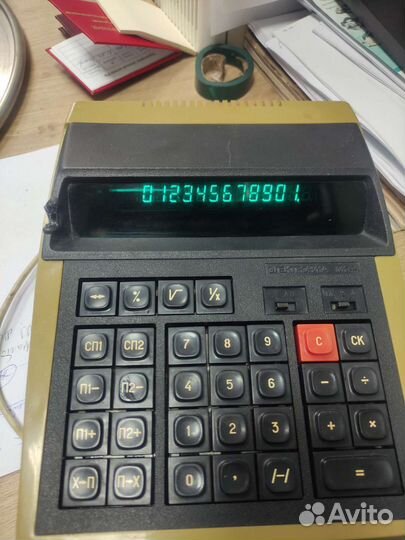 012345678901.
ЭЛЕКТРОНИКА
↔ % √ 1/x
СП1 СП2 7 8 9 С СК
П1− П2− 4 5 6 − ÷
П1+ П2+ 1 2 3 + ×
X←П П→X 0 , /−/ =
Avito